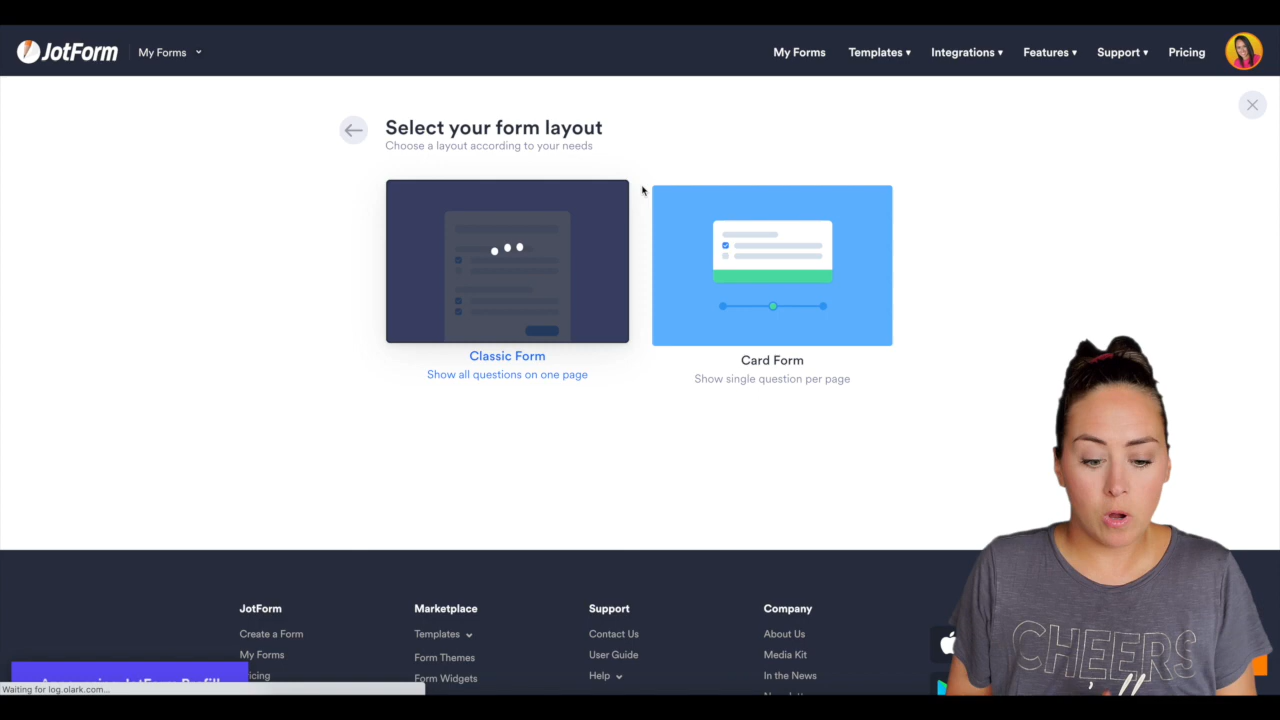 JotForm
My Forms
My Forms
Templates
Integrations
Features
Support
Pricing
Select your form layout
Choose a layout according to your needs
Classic Form
Show all questions on one page
Card Form
Show single question per page
JotForm
Marketplace
Support
Company
Create a Form
Templates
Contact Us
About Us
My Forms
Form Themes
User Guide
Media Kit
Form Widgets
Help
In the News
Waiting for log.olark.com...
CHEERS
y'all